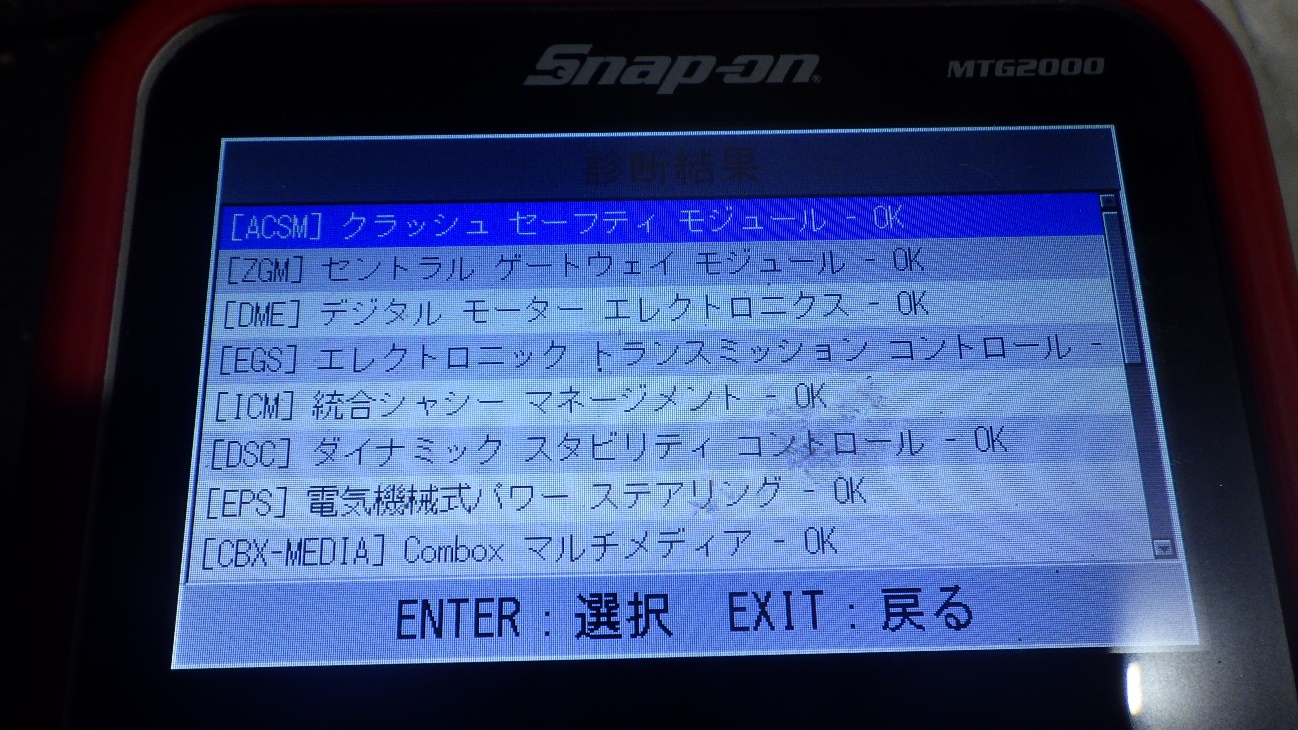 Snap-on
MTG2000
診断結果
[ACSM] クラッシュ セーフティ モジュール - OK
[ZGM] セントラル ゲートウェイ モジュール - OK
[DME] デジタル モーター エレクトロニクス - OK
[EGS] エレクトロニック トランスミッション コントロール -
[ICM] 統合シャシー マネージメント - OK
[DSC] ダイナミック スタビリティ コントロール - OK
[EPS] 電気機械式パワー ステアリング - OK
[CBX-MEDIA] Combox マルチメディア - OK
ENTER : 選択 EXIT : 戻る